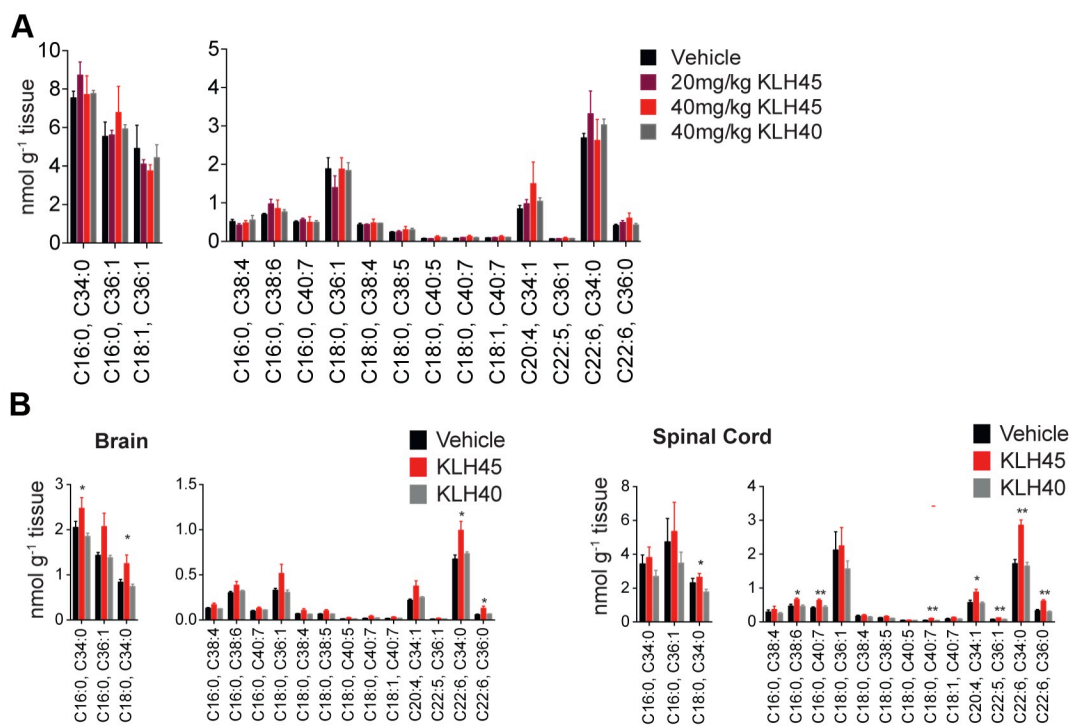 A
nmol g⁻¹ tissue
10
8
6
4
2
0
C16:0, C34:0
C16:0, C36:1
C18:1, C36:1
5
4
3
2
1
0
C16:0, C38:4
C16:0, C38:6
C16:0, C40:7
C18:0, C36:1
C18:0, C38:4
C18:0, C38:5
C18:0, C40:5
C18:0, C40:7
C18:1, C40:7
C20:4, C34:1
C22:5, C36:1
C22:6, C34:0
C22:6, C36:0
Vehicle
20mg/kg KLH45
40mg/kg KLH45
40mg/kg KLH40
B
Brain
Vehicle
KLH45
KLH40
nmol g⁻¹ tissue
3
2
1
0
*
*
C16:0, C34:0
C16:0, C36:1
C18:0, C34:0
1.5
1.0
0.5
0.0
*
*
C16:0, C38:4
C16:0, C38:6
C16:0, C40:7
C18:0, C36:1
C18:0, C38:4
C18:0, C38:5
C18:0, C40:5
C18:0, C40:7
C18:1, C40:7
C20:4, C34:1
C22:5, C36:1
C22:6, C34:0
C22:6, C36:0
Spinal Cord
Vehicle
KLH45
KLH40
nmol g⁻¹ tissue
8
6
4
2
0
*
C16:0, C34:0
C16:0, C36:1
C18:0, C34:0
4
3
2
1
0
*
**
**
*
**
**
**
C16:0, C38:4
C16:0, C38:6
C16:0, C40:7
C18:0, C36:1
C18:0, C38:4
C18:0, C38:5
C18:0, C40:5
C18:0, C40:7
C18:1, C40:7
C20:4, C34:1
C22:5, C36:1
C22:6, C34:0
C22:6, C36:0